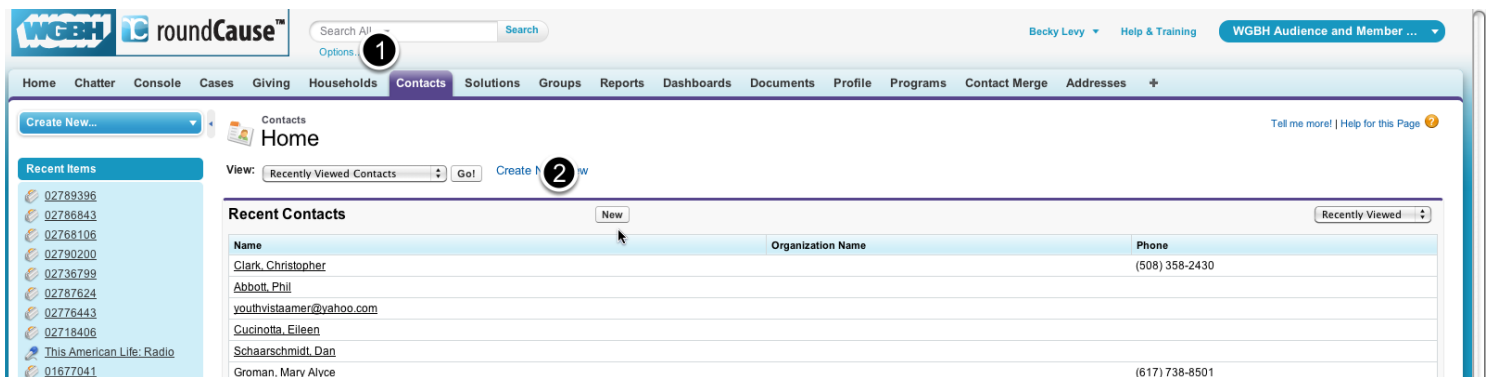 WGBH roundCause™ Search All... Search Becky Levy Help & Training WGBH Audience and Member ...
Options...
1
Home Chatter Console Cases Giving Households Contacts Solutions Groups Reports Dashboards Documents Profile Programs Contact Merge Addresses +
Create New... Contacts Tell me more! | Help for this Page ?
Home
Recent Items View: Recently Viewed Contacts Go! Create N 2 w
02789396
02786843 Recent Contacts New Recently Viewed
02768106
02790200 Name Organization Name Phone
02736799 Clark, Christopher (508) 358-2430
02787624 Abbott, Phil
02776443 youthvistaamer@yahoo.com
02718406 Cucinotta, Eileen
This American Life: Radio Schaarschmidt, Dan
01677041 Groman, Mary Alyce (617) 738-8501